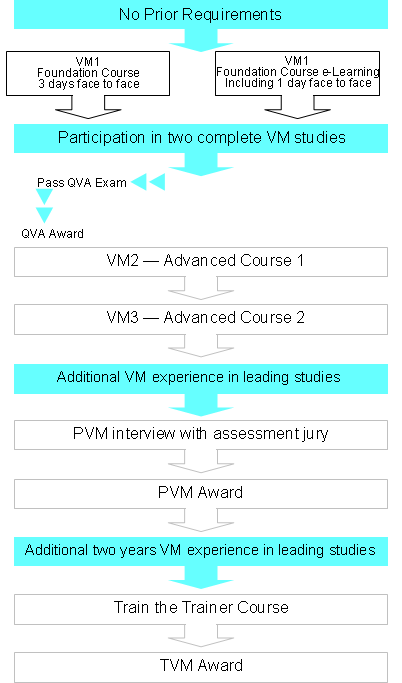 No Prior Requirements
VM1
Foundation Course
3 days face to face
VM1
Foundation Course e-Learning
Including 1 day face to face
Participation in two complete VM studies
Pass QVA Exam
QVA Award
VM2 — Advanced Course 1
VM3 — Advanced Course 2
Additional VM experience in leading studies
PVM interview with assessment jury
PVM Award
Additional two years VM experience in leading studies
Train the Trainer Course
TVM Award